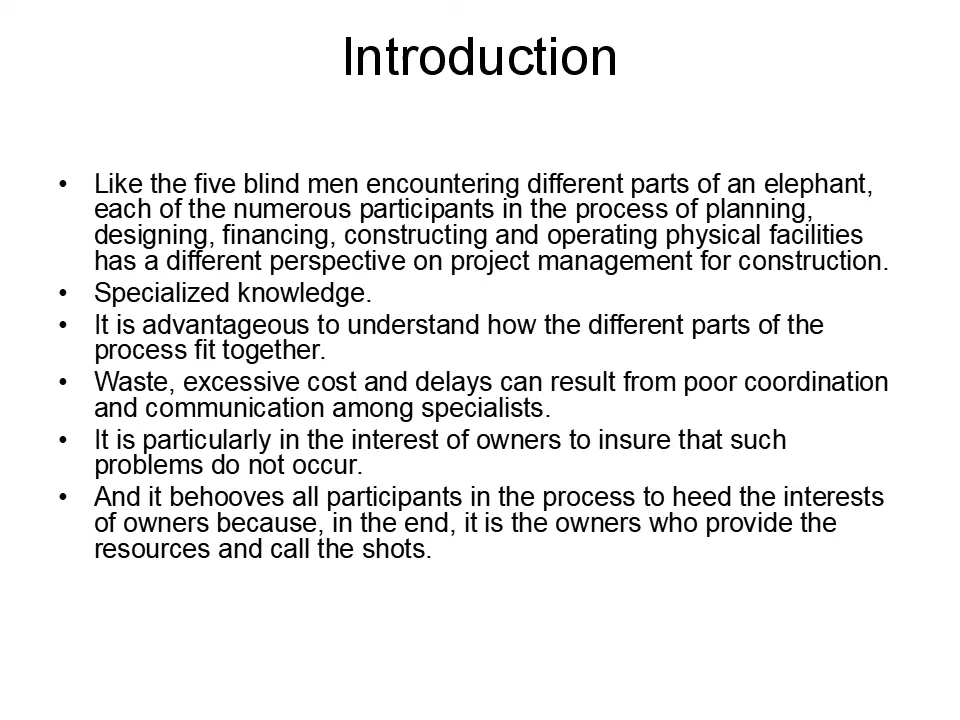 Introduction
• Like the five blind men encountering different parts of an elephant,
each of the numerous participants in the process of planning,
designing, financing, constructing and operating physical facilities
has a different perspective on project management for construction.
• Specialized knowledge.
• It is advantageous to understand how the different parts of the
process fit together.
• Waste, excessive cost and delays can result from poor coordination
and communication among specialists.
• It is particularly in the interest of owners to insure that such
problems do not occur.
• And it behooves all participants in the process to heed the interests
of owners because, in the end, it is the owners who provide the
resources and call the shots.